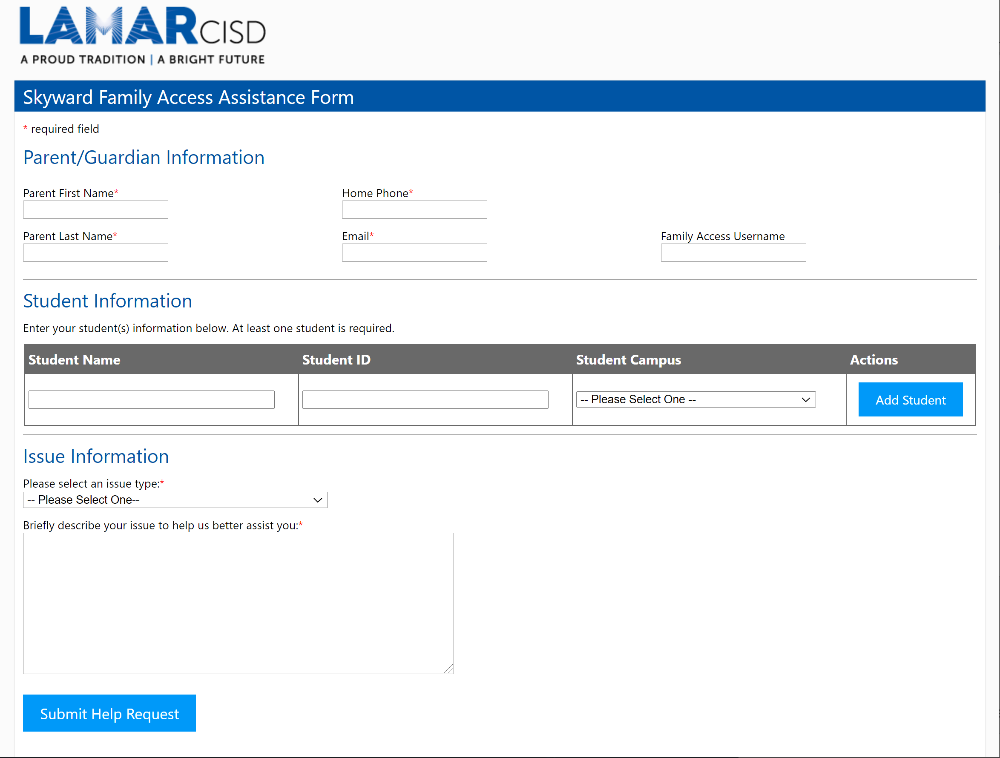 LAMAR CISD
A PROUD TRADITION | A BRIGHT FUTURE
Skyward Family Access Assistance Form
* required field
Parent/Guardian Information
Parent First Name*
Home Phone*
Parent Last Name*
Email*
Family Access Username
Student Information
Enter your student(s) information below. At least one student is required.
Student Name Student ID Student Campus Actions
-- Please Select One -- Add Student
Issue Information
Please select an issue type:*
-- Please Select One--
Briefly describe your issue to help us better assist you:*
Submit Help Request